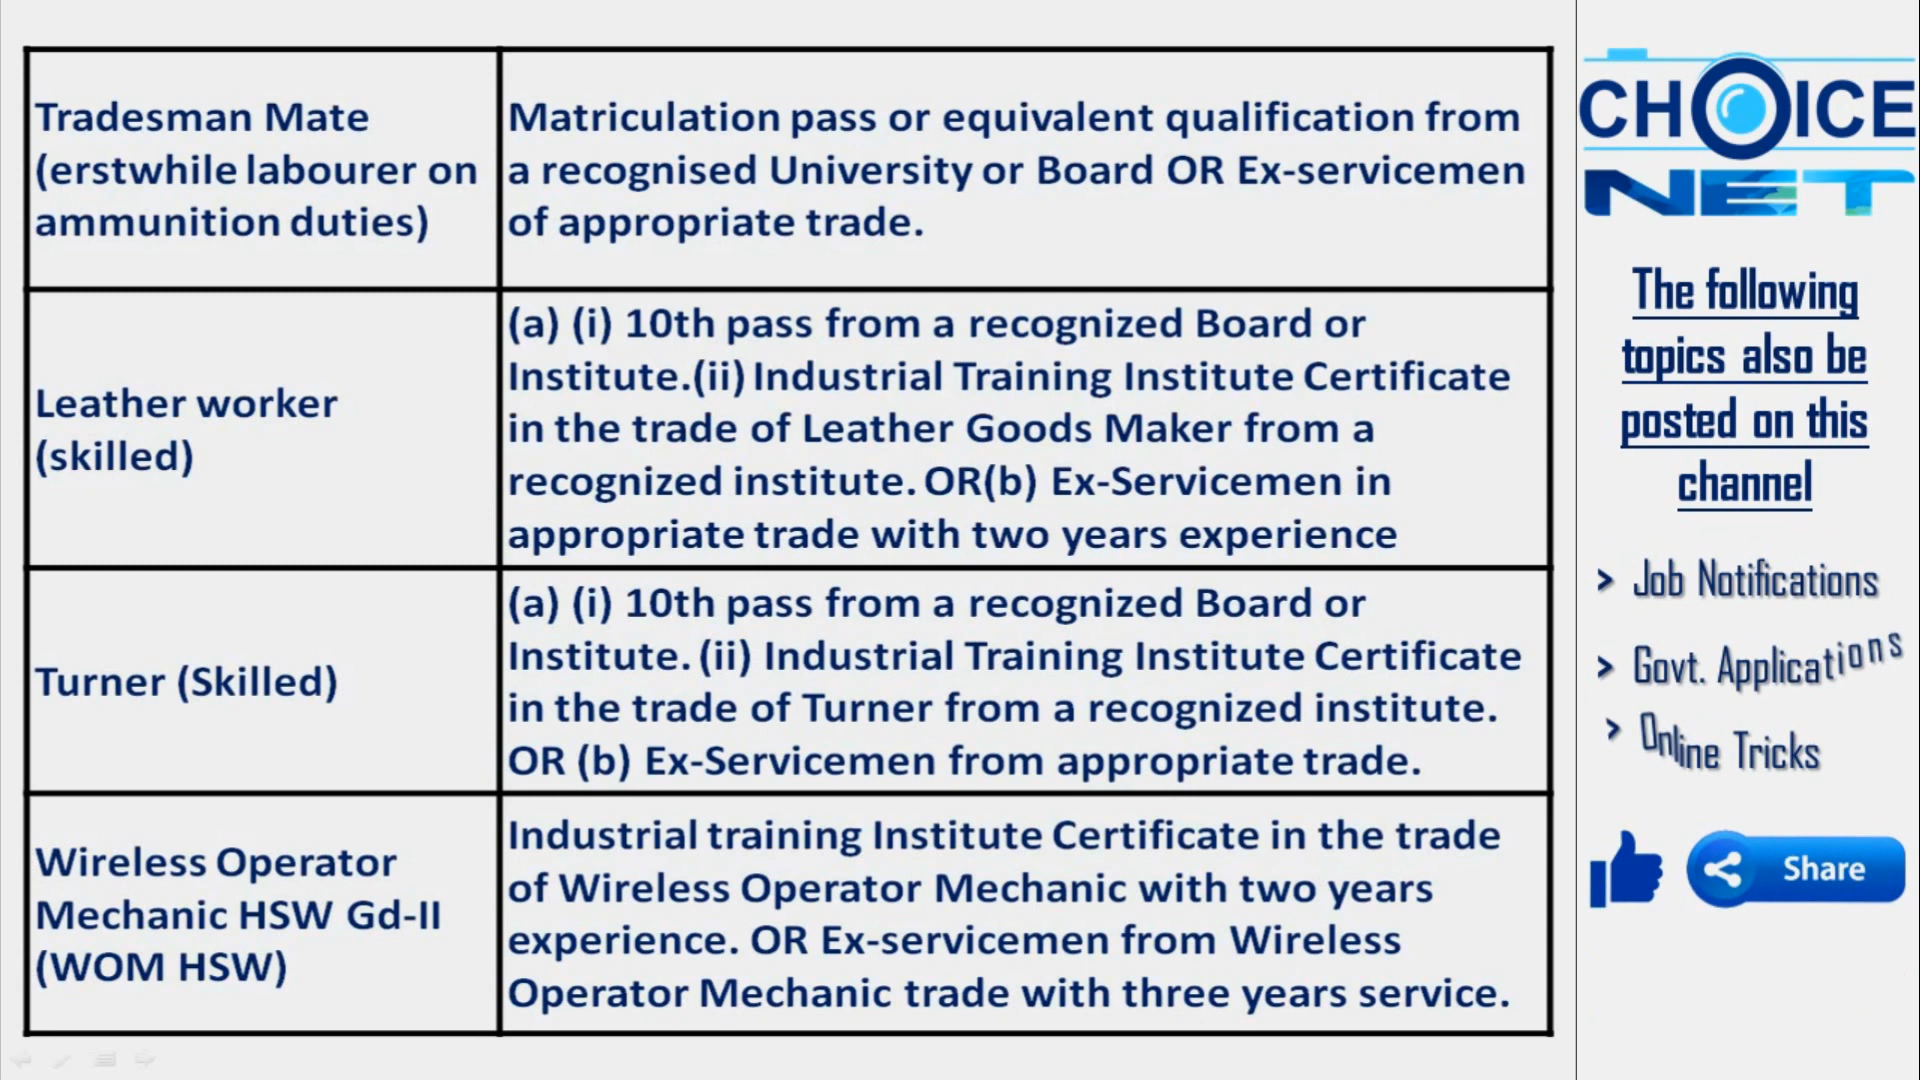 Tradesman Mate
(erstwhile labourer on
ammunition duties)
Matriculation pass or equivalent qualification from
a recognised University or Board OR Ex-servicemen
of appropriate trade.
Leather worker
(skilled)
(a) (i) 10th pass from a recognized Board or
Institute.(ii) Industrial Training Institute Certificate
in the trade of Leather Goods Maker from a
recognized institute. OR(b) Ex-Servicemen in
appropriate trade with two years experience
Turner (Skilled)
(a) (i) 10th pass from a recognized Board or
Institute. (ii) Industrial Training Institute Certificate
in the trade of Turner from a recognized institute.
OR (b) Ex-Servicemen from appropriate trade.
Wireless Operator
Mechanic HSW Gd-II
(WOM HSW)
Industrial training Institute Certificate in the trade
of Wireless Operator Mechanic with two years
experience. OR Ex-servicemen from Wireless
Operator Mechanic trade with three years service.
CHOICE
NET
The following
topics also be
posted on this
channel
> Job Notifications
> Govt. Applications
> Online Tricks
Share